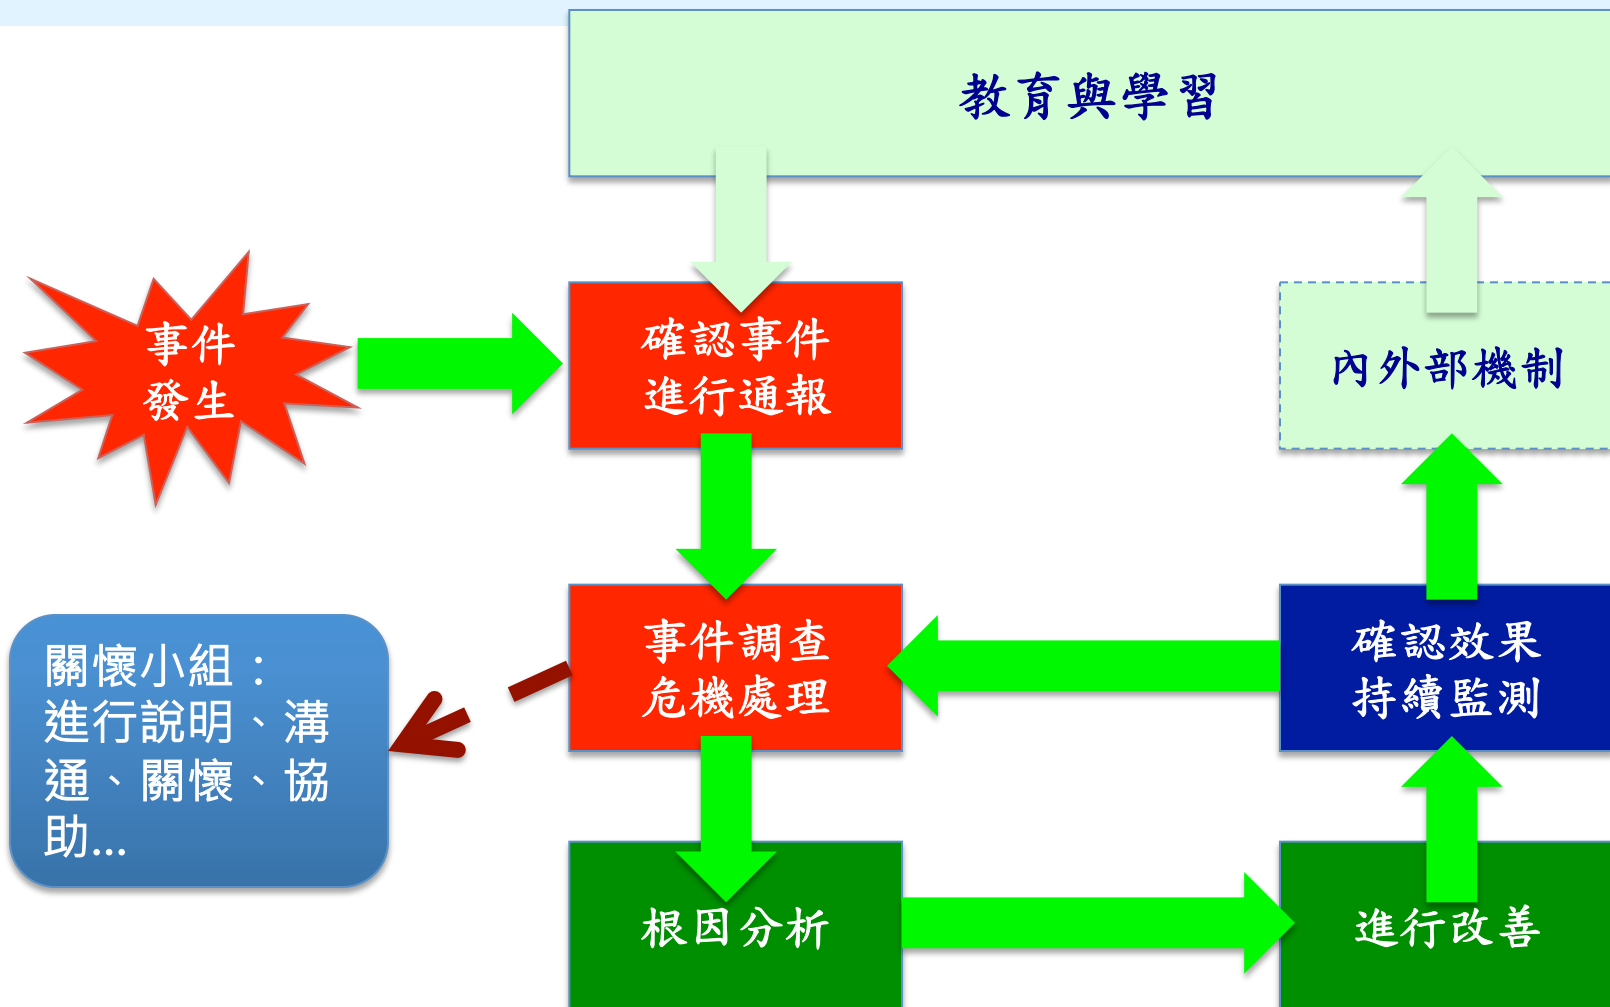 教育與學習
事件
發生
確認事件
進行通報
內外部機制
關懷小組：
進行說明、溝
通、關懷、協
助...
事件調查
危機處理
確認效果
持續監測
根因分析
進行改善